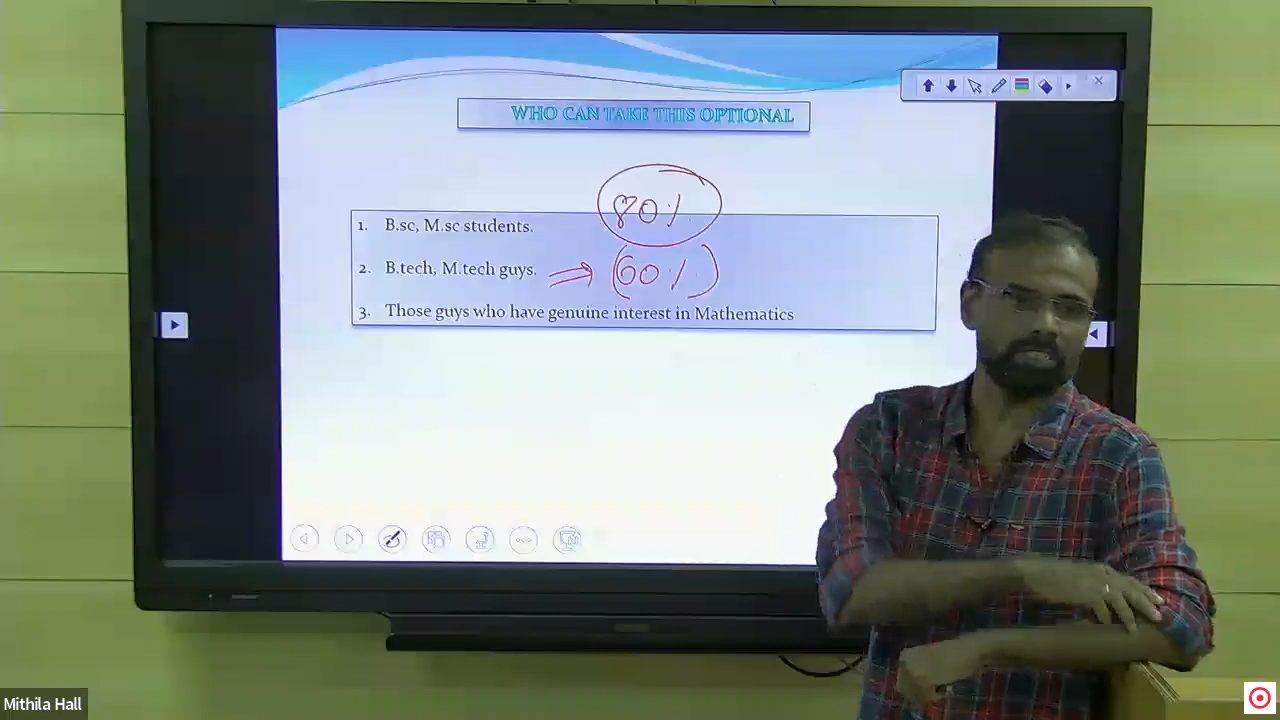 WHO CAN TAKE THIS OPTIONAL
80%
1. B.sc, M.sc students.
2. B.tech, M.tech guys. ⇒ (60%)
3. Those guys who have genuine interest in Mathematics
Mithila Hall